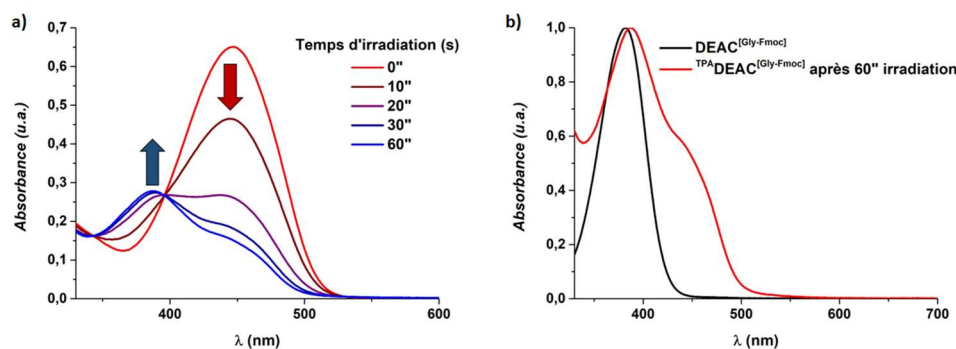 a)
Absorbance (u.a.)
0,7
0,6
0,5
0,4
0,3
0,2
0,1
0,0
400
500
600
λ (nm)
Temps d'irradiation (s)
0"
10"
20"
30"
60"
b)
Absorbance (u.a.)
1,0
0,8
0,6
0,4
0,2
0,0
400
500
600
700
λ (nm)
DEAC[Gly-Fmoc]
TPADEAC[Gly-Fmoc] après 60" irradiation